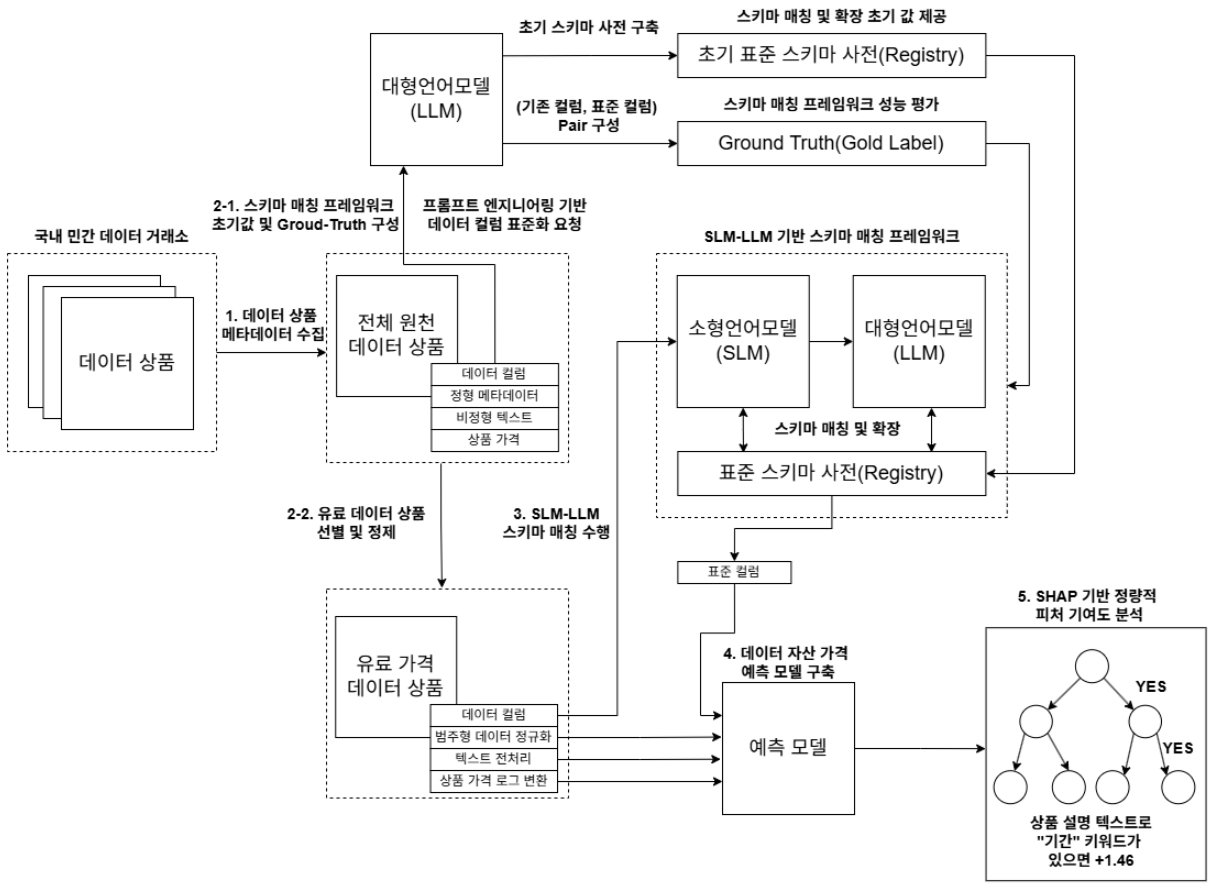 초기 스키마 사전 구축
스키마 매칭 및 확장 초기 값 제공
대형언어모델
(LLM)
초기 표준 스키마 사전(Registry)
(기존 컬럼, 표준 컬럼)
Pair 구성
스키마 매칭 프레임워크 성능 평가
Ground Truth(Gold Label)
2-1. 스키마 매칭 프레임워크
초기값 및 Groud-Truth 구성
프롬프트 엔지니어링 기반
데이터 컬럼 표준화 요청
국내 민간 데이터 거래소
데이터 상품
1. 데이터 상품
메타데이터 수집
전체 원천
데이터 상품
데이터 컬럼
정형 메타데이터
비정형 텍스트
상품 가격
SLM-LLM 기반 스키마 매칭 프레임워크
소형언어모델
(SLM)
대형언어모델
(LLM)
스키마 매칭 및 확장
표준 스키마 사전(Registry)
2-2. 유료 데이터 상품
선별 및 정제
3. SLM-LLM
스키마 매칭 수행
표준 컬럼
유료 가격
데이터 상품
데이터 컬럼
범주형 데이터 정규화
텍스트 전처리
상품 가격 로그 변환
4. 데이터 자산 가격
예측 모델 구축
예측 모델
5. SHAP 기반 정량적
피처 기여도 분석
YES
YES
상품 설명 텍스트로
"기간" 키워드가
있으면 +1.46